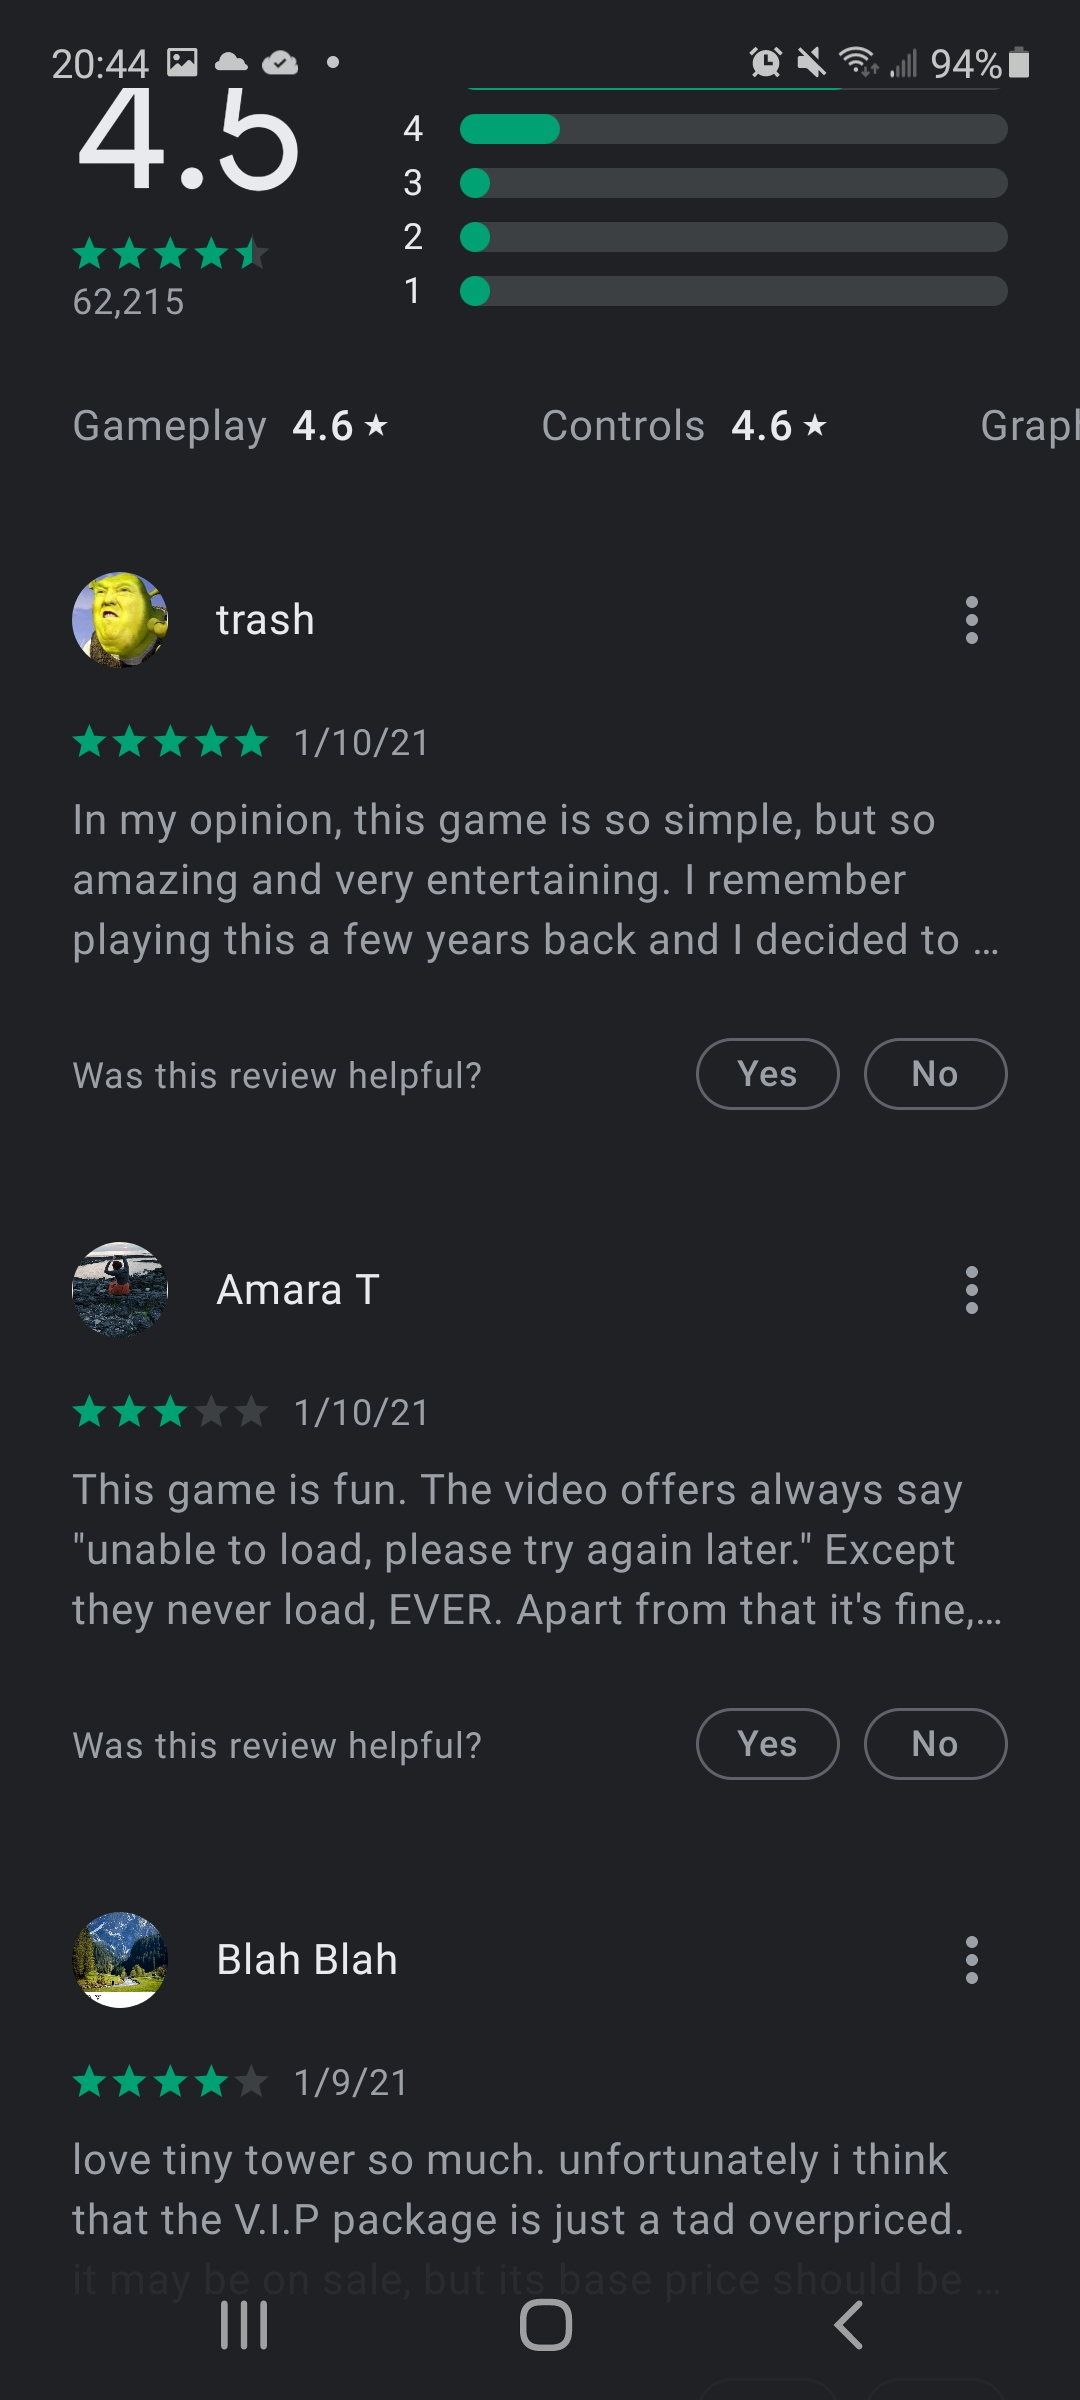 20:44 94%
4.5
4
3
2
1
62,215
Gameplay 4.6 Controls 4.6 Grap
trash
1/10/21
In my opinion, this game is so simple, but so
amazing and very entertaining. I remember
playing this a few years back and I decided to ...
Was this review helpful? Yes No
Amara T
1/10/21
This game is fun. The video offers always say
"unable to load, please try again later." Except
they never load, EVER. Apart from that it's fine,...
Was this review helpful? Yes No
Blah Blah
1/9/21
love tiny tower so much. unfortunately i think
that the V.I.P package is just a tad overpriced.
it may be on sale, but its base price should be ...